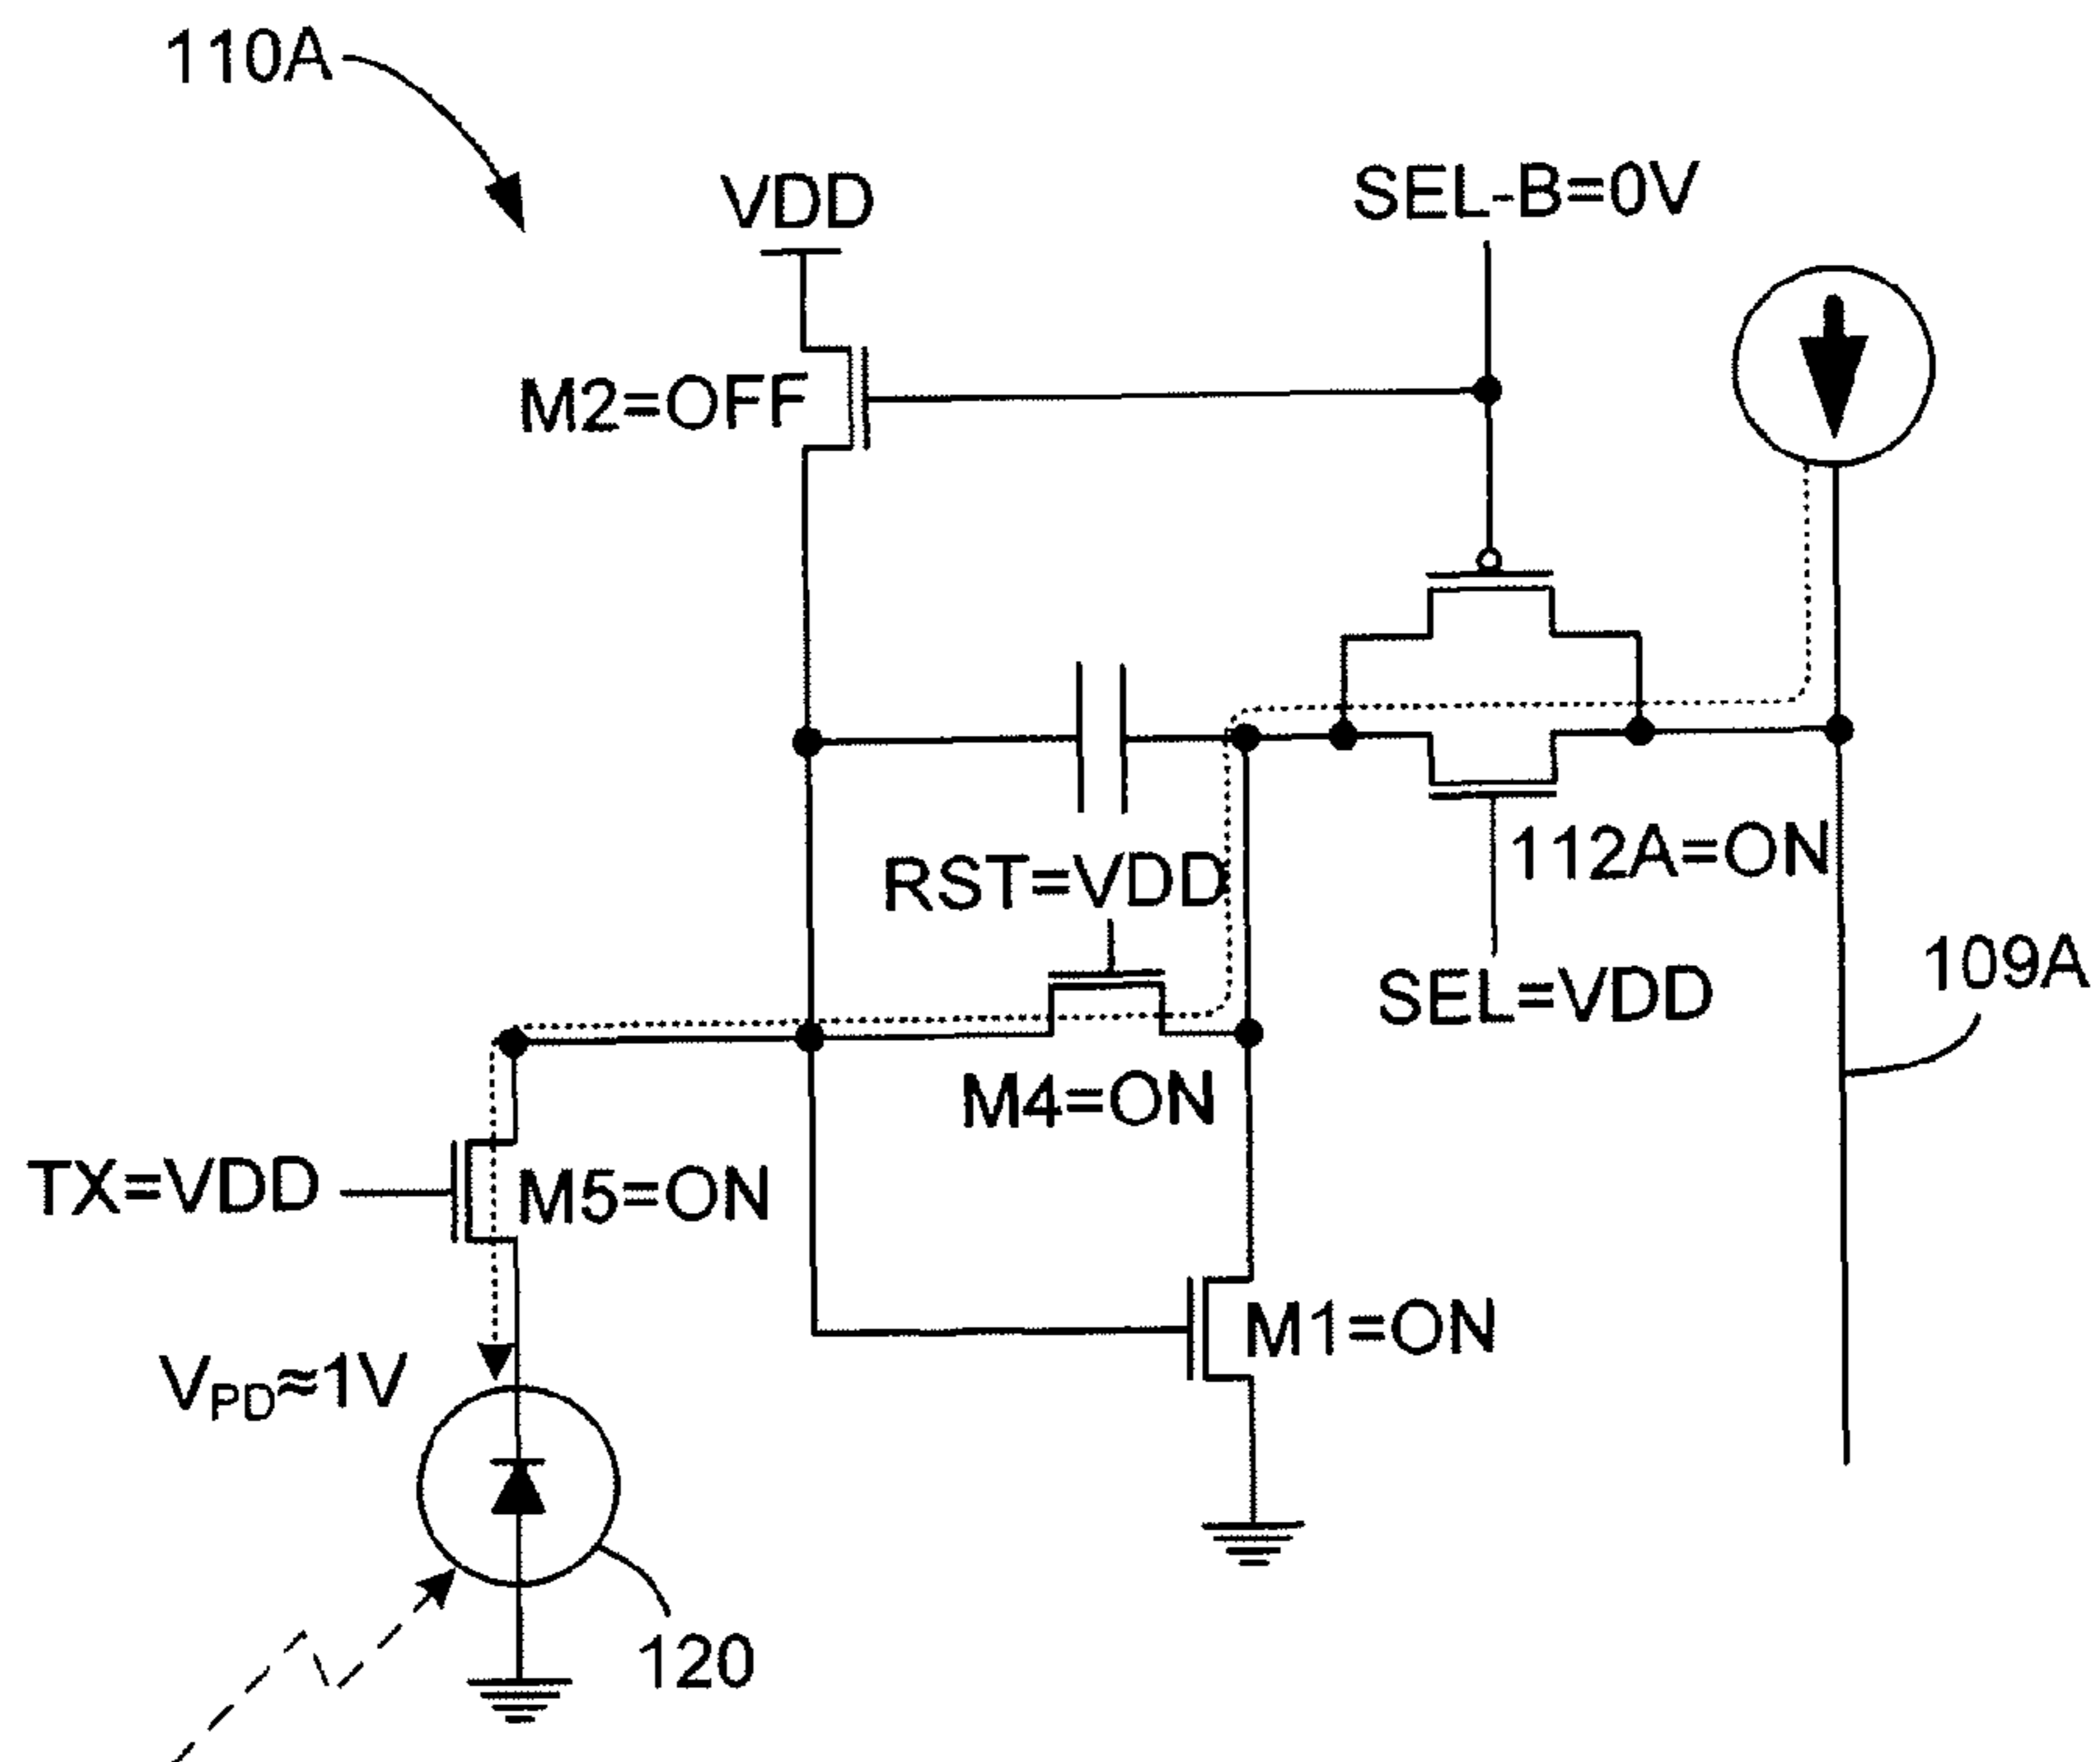 110A
VDD
SEL-B=0V
M2=OFF
RST=VDD
112A=ON
SEL=VDD
109A
M4=ON
TX=VDD
M5=ON
M1=ON
VPD≈1V
120